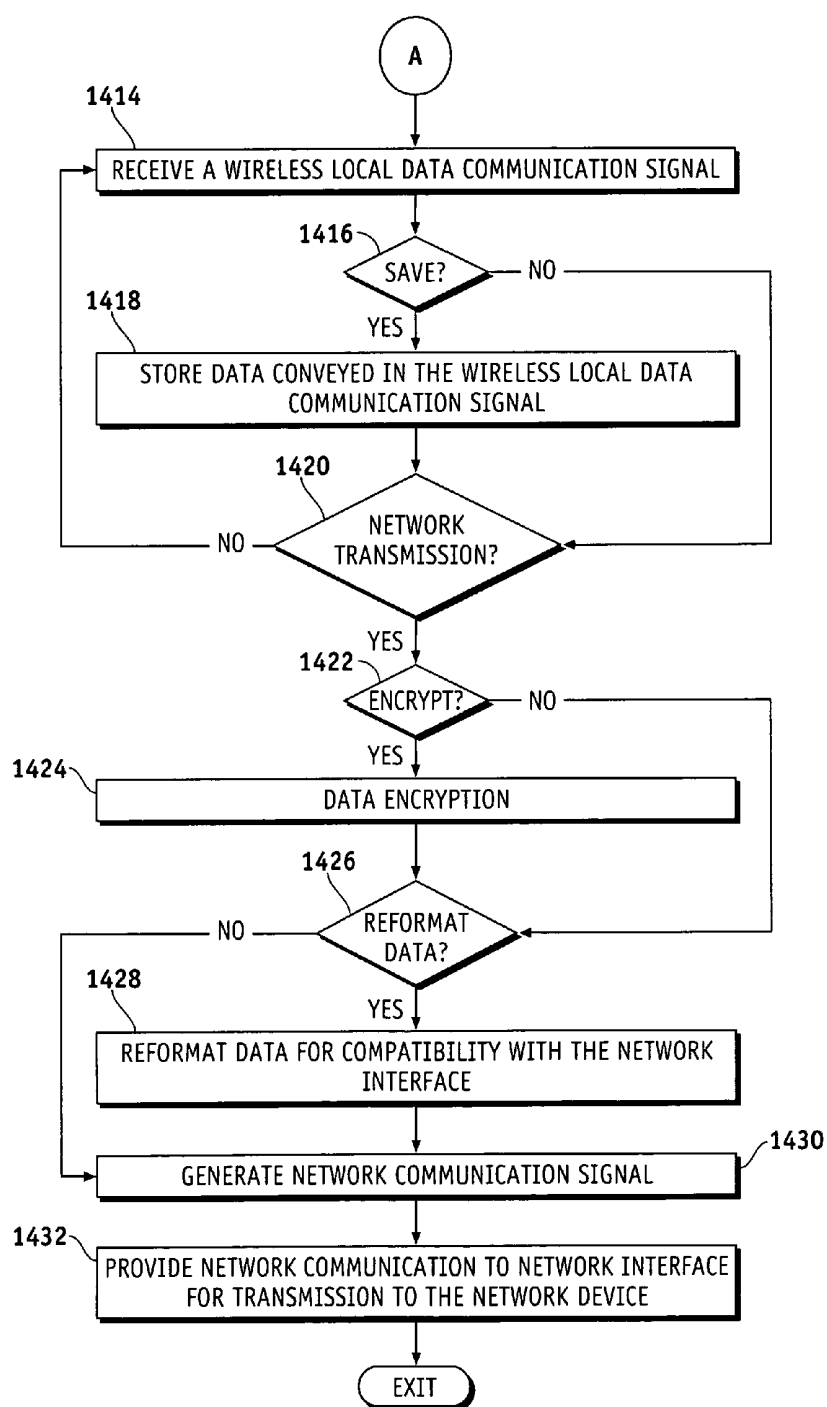 A
1414
RECEIVE A WIRELESS LOCAL DATA COMMUNICATION SIGNAL
1416
SAVE?
NO
YES
1418
STORE DATA CONVEYED IN THE WIRELESS LOCAL DATA
COMMUNICATION SIGNAL
1420
NETWORK
TRANSMISSION?
NO
YES
1422
ENCRYPT?
NO
YES
1424
DATA ENCRYPTION
1426
REFORMAT
DATA?
NO
YES
1428
REFORMAT DATA FOR COMPATIBILITY WITH THE NETWORK
INTERFACE
1430
GENERATE NETWORK COMMUNICATION SIGNAL
1432
PROVIDE NETWORK COMMUNICATION TO NETWORK INTERFACE
FOR TRANSMISSION TO THE NETWORK DEVICE
EXIT